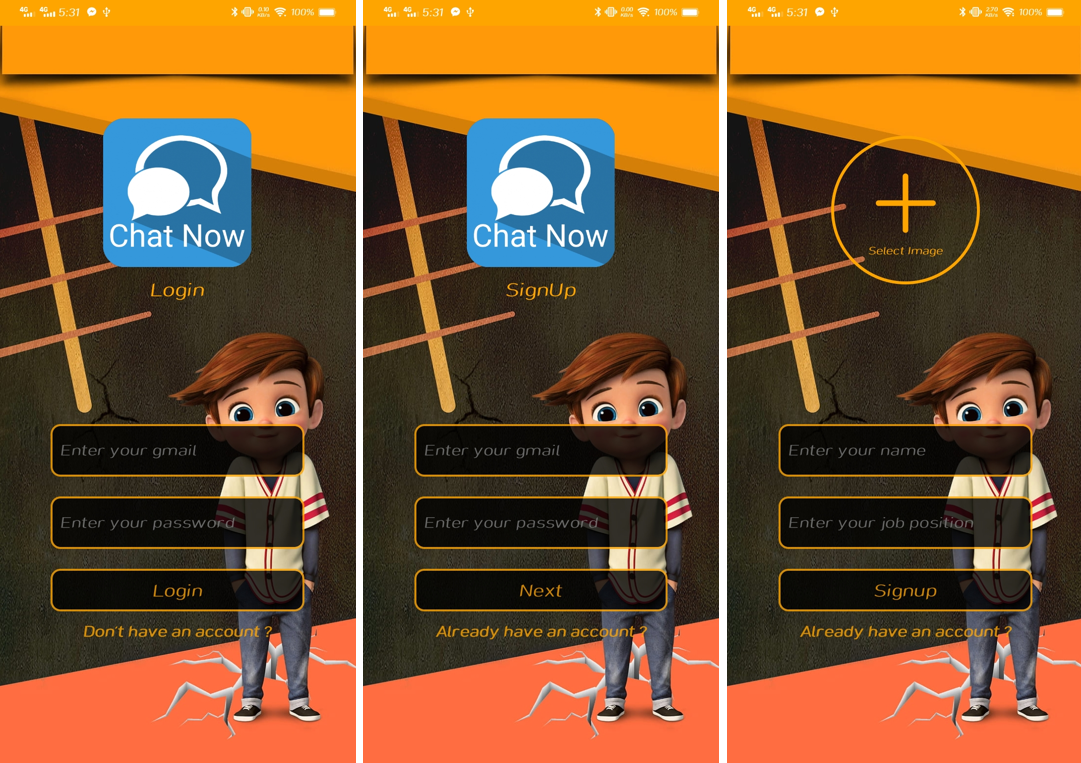 4G 4G 5:31 0.10 KB/s 100%
Chat Now
Login
Enter your gmail
Enter your password
Login
Don't have an account ?
4G 4G 5:31 0.00 KB/s 100%
Chat Now
SignUp
Enter your gmail
Enter your password
Next
Already have an account ?
4G 4G 5:31 2.70 KB/s 100%
Select Image
Enter your name
Enter your job position
Signup
Already have an account ?